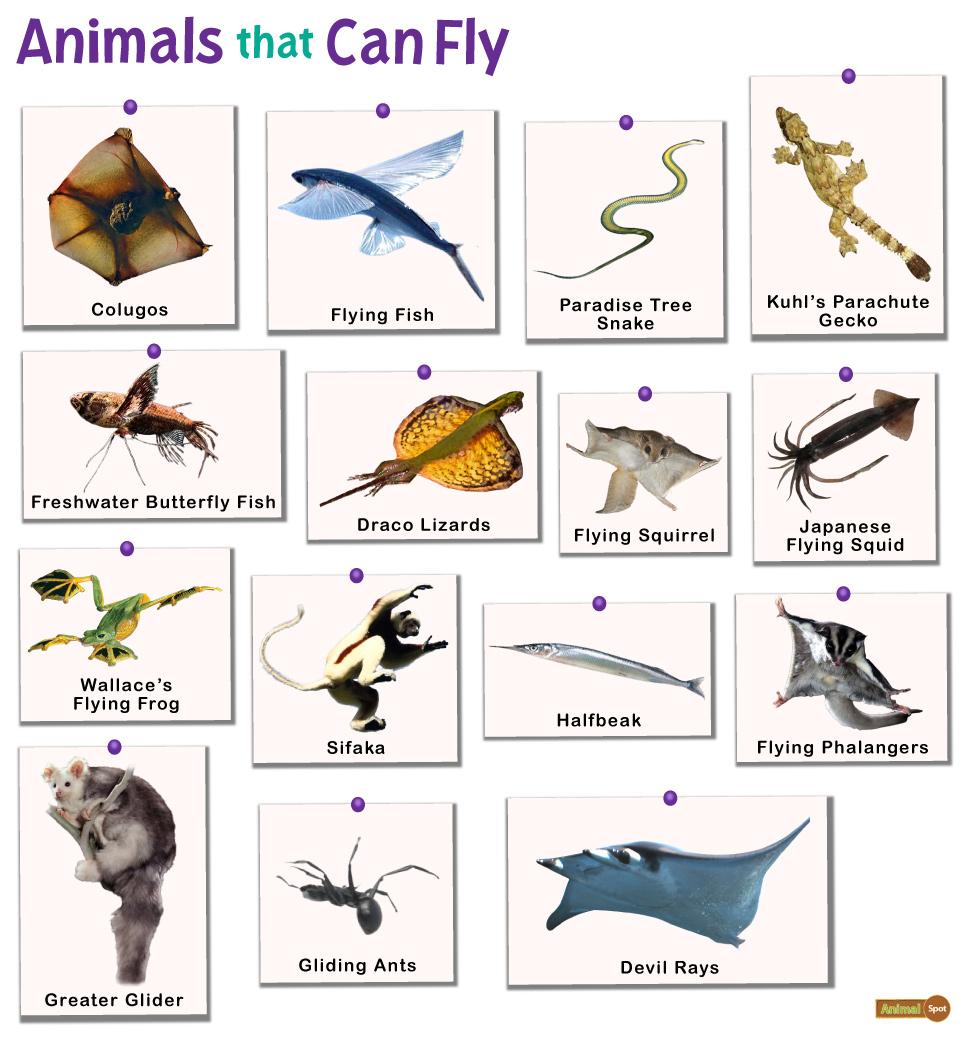 Animals that Can Fly
Colugos
Flying Fish
Paradise Tree
Snake
Kuhl's Parachute
Gecko
Freshwater Butterfly Fish
Draco Lizards
Flying Squirrel
Japanese
Flying Squid
Wallace's
Flying Frog
Sifaka
Halfbeak
Flying Phalangers
Greater Glider
Gliding Ants
Devil Rays
Animal Spot